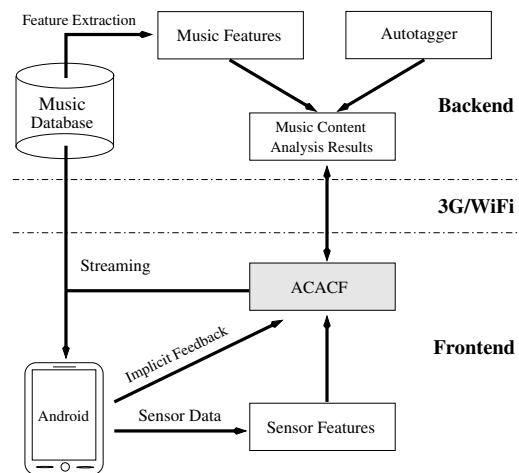 Feature Extraction
Music Features
Autotagger
Music
Database
Backend
Music Content
Analysis Results
3G/WiFi
Streaming
ACACF
Implicit Feedback
Frontend
Android
Sensor Data
Sensor Features